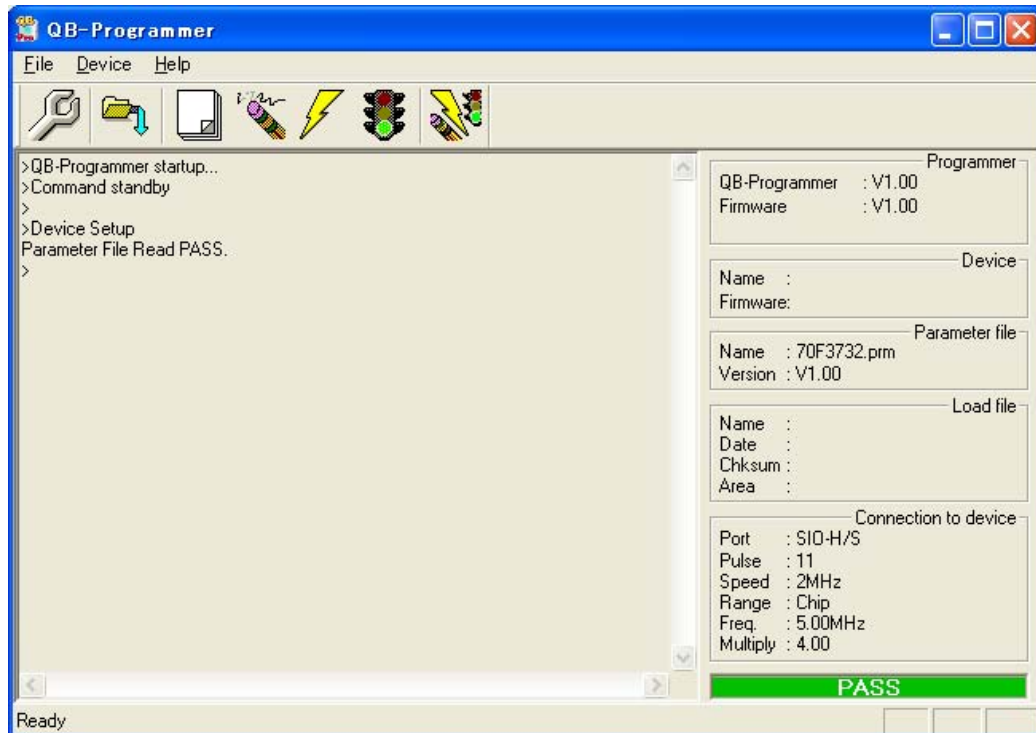 QB-Programmer
File Device Help
>QB-Programmer startup...
>Command standby
>
>Device Setup
Parameter File Read PASS.
>
Programmer
QB-Programmer : V1.00
Firmware : V1.00
Device
Name :
Firmware:
Parameter file
Name : 70F3732.prm
Version : V1.00
Load file
Name :
Date :
Chksum :
Area :
Connection to device
Port : SIO-H/S
Pulse : 11
Speed : 2MHz
Range : Chip
Freq. : 5.00MHz
Multiply : 4.00
PASS
Ready